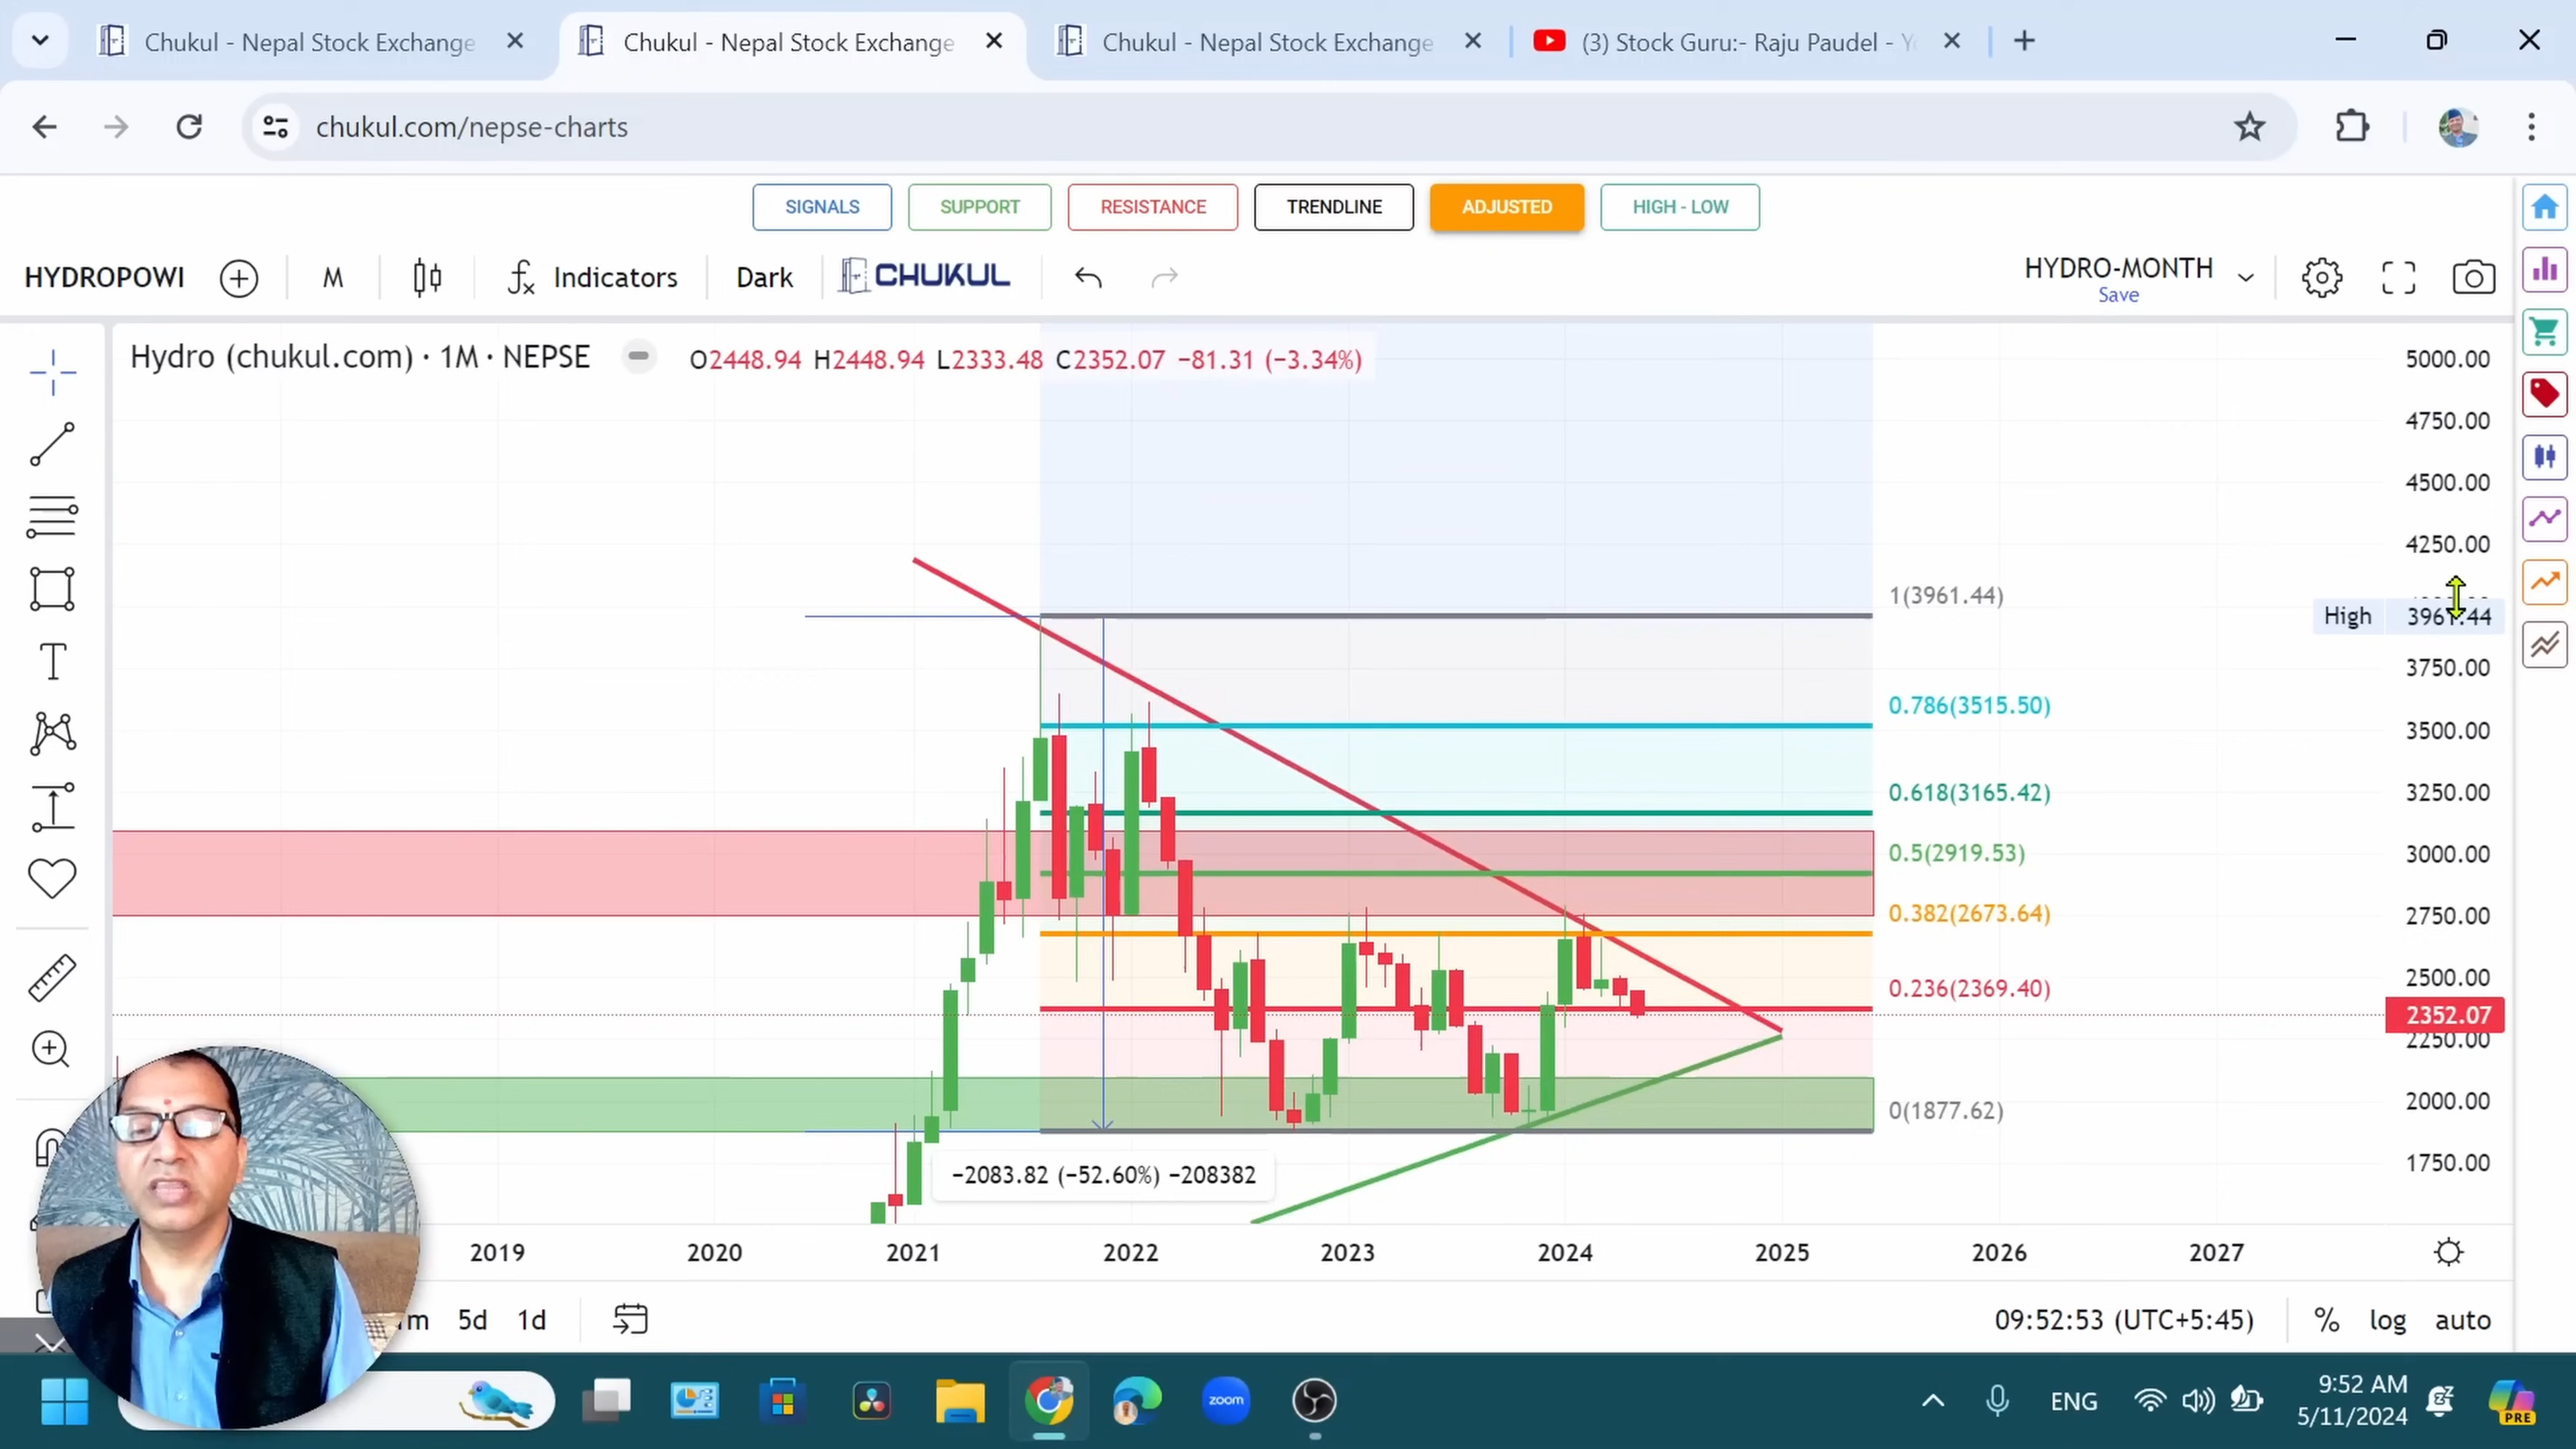 Chukul - Nepal Stock Exchange
Chukul - Nepal Stock Exchange
Chukul - Nepal Stock Exchange
(3) Stock Guru:- Raju Paudel - Y
chukul.com/nepse-charts
SIGNALS
SUPPORT
RESISTANCE
TRENDLINE
ADJUSTED
HIGH - LOW
HYDROPOWI
M
Indicators
Dark
CHUKUL
HYDRO-MONTH
Save
Hydro (chukul.com) · 1M · NEPSE
O2448.94 H2448.94 L2333.48 C2352.07 −81.31 (−3.34%)
5000.00
4750.00
4500.00
4250.00
1(3961.44)
High 3961.44
3750.00
0.786(3515.50)
3500.00
0.618(3165.42)
3250.00
0.5(2919.53)
3000.00
0.382(2673.64)
2750.00
2500.00
0.236(2369.40)
2352.07
2250.00
2000.00
0(1877.62)
1750.00
−2083.82 (−52.60%) −208382
2019
2020
2021
2022
2023
2024
2025
2026
2027
5d
1d
09:52:53 (UTC+5:45)
%
log
auto
zoom
ENG
9:52 AM
5/11/2024
PRE